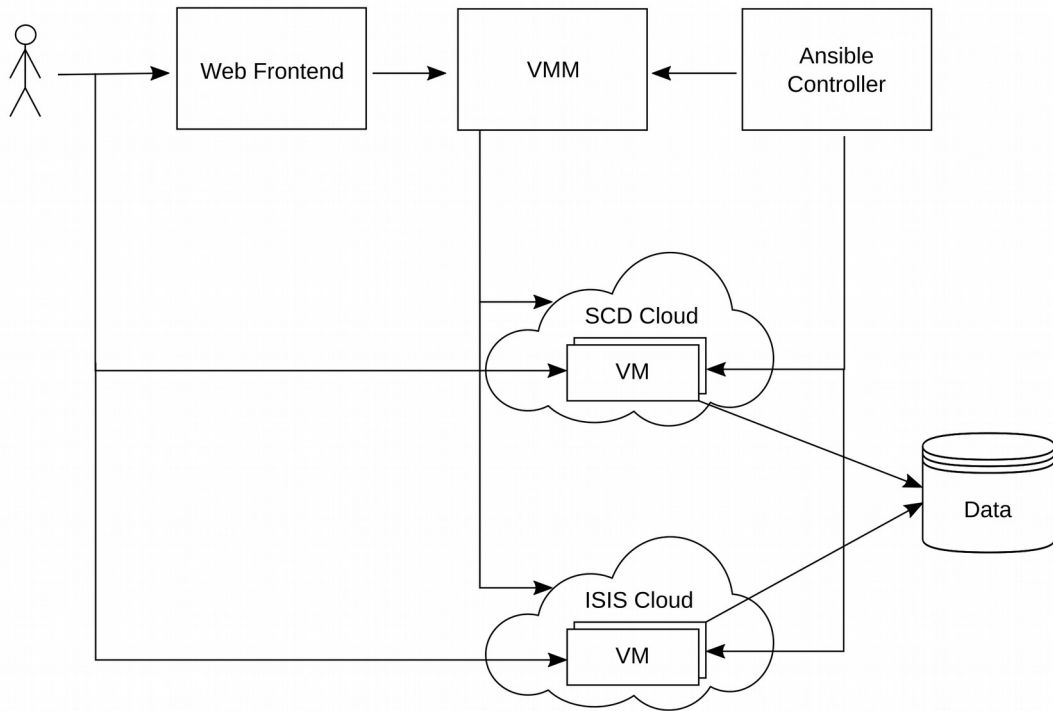 Web Frontend
VMM
Ansible
Controller
SCD Cloud
VM
Data
ISIS Cloud
VM